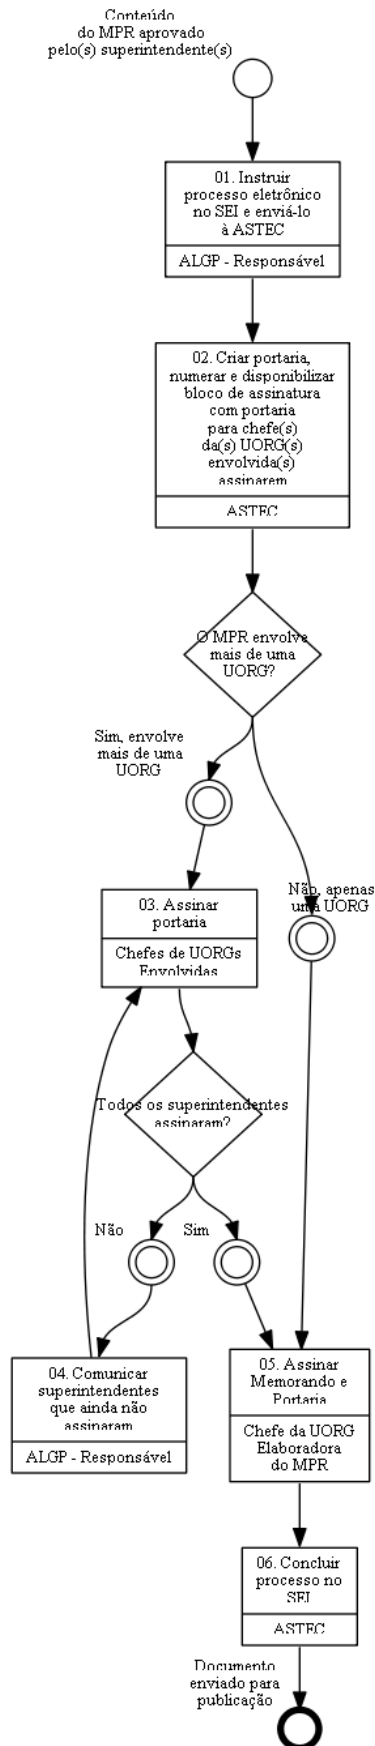 Conteúdo
do MPR aprovado
pelo(s) superintendente(s)
01. Instruir
processo eletrônico
no SEI e enviá-lo
à ASTEC
ALGP - Responsável
02. Criar portaria,
numerar e disponibilizar
bloco de assinatura
com portaria
para chefe(s)
da(s) UORG(s)
envolvida(s)
assinarem
ASTEC
O MPR envolve
mais de uma
UORG?
Sim, envolve
mais de uma
UORG
Não, apenas
uma UORG
03. Assinar
portaria
Chefes de UORGs
Envolvidas
Todos os superintendentes
assinaram?
Não
Sim
04. Comunicar
superintendentes
que ainda não
assinaram
ALGP - Responsável
05. Assinar
Memorando e
Portaria
Chefe da UORG
Elaboradora
do MPR
06. Concluir
processo no
SEI
ASTEC
Documento
enviado para
publicação